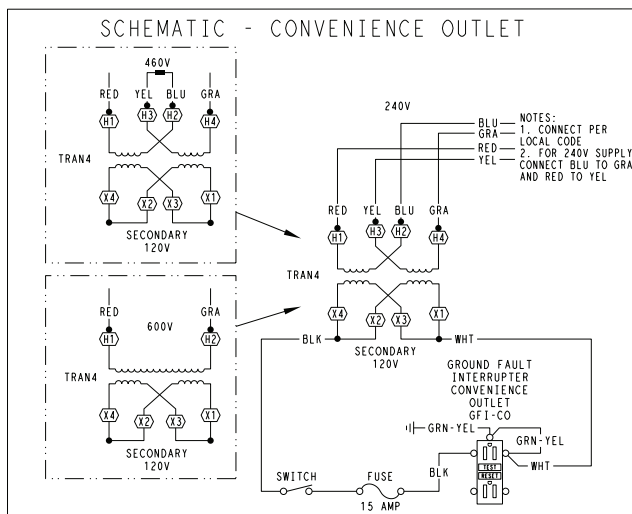 SCHEMATIC - CONVENIENCE OUTLET
460V
RED YEL BLU GRA
H1 H3 H2 H4
TRAN4
X4 X2 X3 X1
SECONDARY
120V
RED GRA
600V
H1 H2
TRAN4
X4 X2 X3 X1
SECONDARY
120V
240V
BLU
GRA
RED
YEL
NOTES:
1. CONNECT PER
LOCAL CODE
2. FOR 240V SUPPLY
CONNECT BLU TO GRA
AND RED TO YEL
RED YEL BLU GRA
H1 H3 H2 H4
TRAN4
X4 X2 X3 X1
BLK WHT
SECONDARY
120V
GROUND FAULT
INTERRUPTER
CONVENIENCE
OUTLET
GFI-CO
GRN-YEL
GRN-YEL
WHT
BLK
TEST
RESET
SWITCH
FUSE
15 AMP